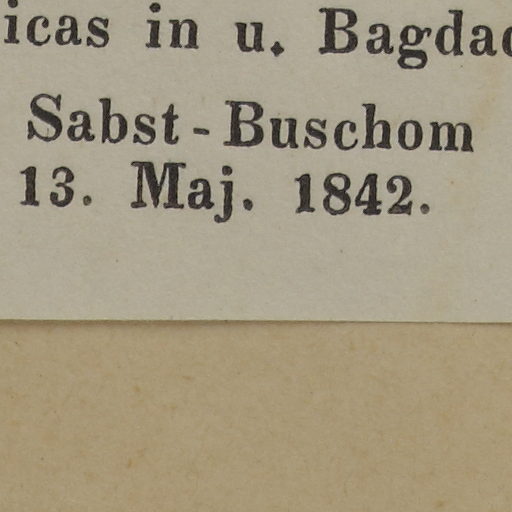 icas in u. Bagdad
Sabst-Buschom
13. Maj. 1842.